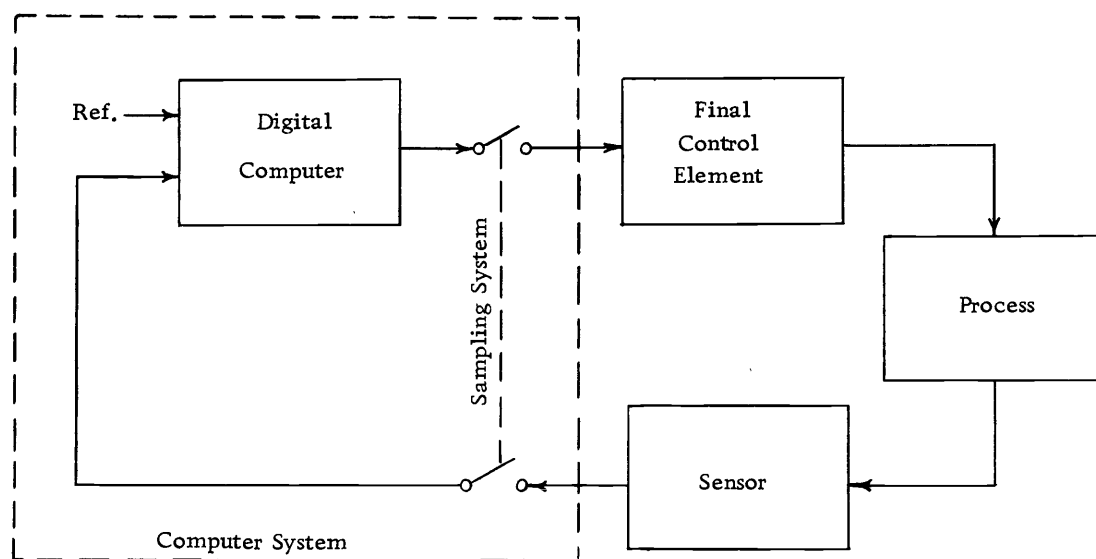 Ref.
Digital
Computer
Final
Control
Element
Sampling System
Process
Sensor
Computer System